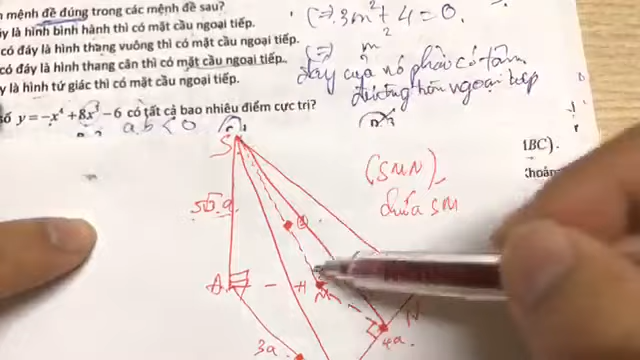 mệnh đề đúng trong các mệnh đề sau?
y là hình bình hành thì có mặt cầu ngoại tiếp.
có đáy là hình thang vuông thì có mặt cầu ngoại tiếp.
có đáy là hình thang cân thì có mặt cầu ngoại tiếp.
y là hình tứ giác thì có mặt cầu ngoại tiếp.
(=) 3m² + 4 = 0.
(=) m²
đáy của nó phải có tâm
đường tròn ngoại tiếp
số y = -x⁴ + 8x² - 6 có tất cả bao nhiêu điểm cực trị?
a.b < 0
S
(SMN)
chứa SM
5√3.a
A
H
M
N
3a
4a.
IBC).
khoản